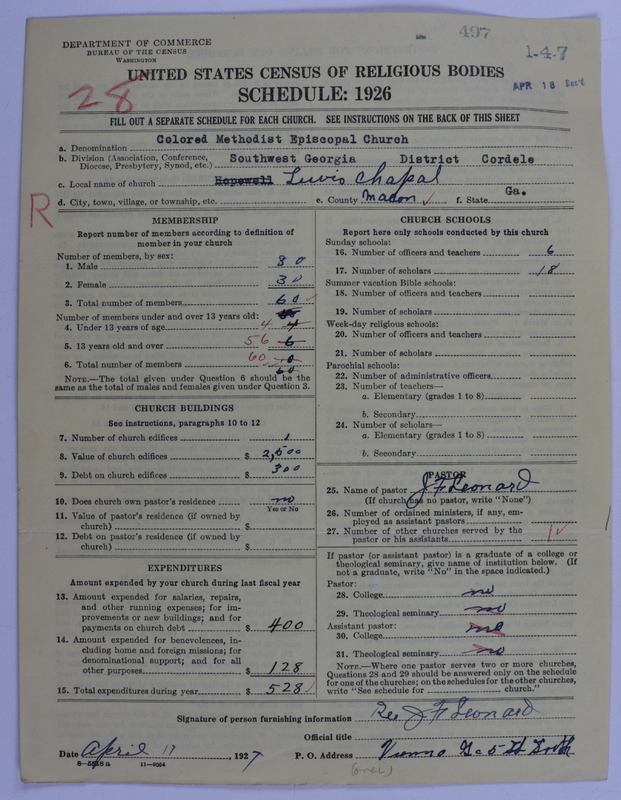 497
1-4-7
DEPARTMENT OF COMMERCE
BUREAU OF THE CENSUS
WASHINGTON
APR 18 Rec'd
28
UNITED STATES CENSUS OF RELIGIOUS BODIES
SCHEDULE: 1926
FILL OUT A SEPARATE SCHEDULE FOR EACH CHURCH. SEE INSTRUCTIONS ON THE BACK OF THIS SHEET
a. Denomination Colored Methodist Episcopal Church
b. Division (Association, Conference, Diocese, Presbytery, Synod, etc.) Southwest Georgia District Cordele
c. Local name of church Hopewell Lewis Chapal
R
d. City, town, village, or township, etc. e. County Macon f. State Ga.
MEMBERSHIP
Report number of members according to definition of
member in your church
Number of members, by sex:
1. Male 30
2. Female 30
3. Total number of members 60
Number of members under and over 13 years old:
4. Under 13 years of age 4 4
5. 13 years old and over 56 6
6. Total number of members 60 60
NOTE.—The total given under Question 6 should be the
same as the total of males and females given under Question 3.
CHURCH BUILDINGS
See instructions, paragraphs 10 to 12
7. Number of church edifices 1
8. Value of church edifices $ 2,500
9. Debt on church edifices $ 300
10. Does church own pastor's residence no
Yes or No
11. Value of pastor's residence (if owned by
church) $
12. Debt on pastor's residence (if owned by
church) $
EXPENDITURES
Amount expended by your church during last fiscal year
13. Amount expended for salaries, repairs,
and other running expenses; for im-
provements or new buildings; and for
payments on church debt $ 400
14. Amount expended for benevolences, in-
cluding home and foreign missions; for
denominational support; and for all
other purposes $ 128
15. Total expenditures during year $ 528
CHURCH SCHOOLS
Report here only schools conducted by this church
Sunday schools:
16. Number of officers and teachers 6
17. Number of scholars 18
Summer vacation Bible schools:
18. Number of officers and teachers
19. Number of scholars
Week-day religious schools:
20. Number of officers and teachers
21. Number of scholars
Parochial schools:
22. Number of administrative officers
23. Number of teachers—
a. Elementary (grades 1 to 8)
b. Secondary
24. Number of scholars—
a. Elementary (grades 1 to 8)
b. Secondary
PASTOR
25. Name of pastor J F Leonard
(If church has no pastor, write "None")
26. Number of ordained ministers, if any, em-
ployed as assistant pastors
27. Number of other churches served by the
pastor or his assistants 1
If pastor (or assistant pastor) is a graduate of a college or
theological seminary, give name of institution below. (If
not a graduate, write "No" in the space indicated.)
Pastor:
28. College no
29. Theological seminary no
Assistant pastor:
30. College no
31. Theological seminary no
NOTE.—Where one pastor serves two or more churches,
Questions 28 and 29 should be answered only on the schedule
for one of the churches; on the schedules for the other churches,
write "See schedule for church."
Signature of person furnishing information Rev J F Leonard
Official title
Date April 17, 1927 P. O. Address Vienna Ga
11-9054
(over)